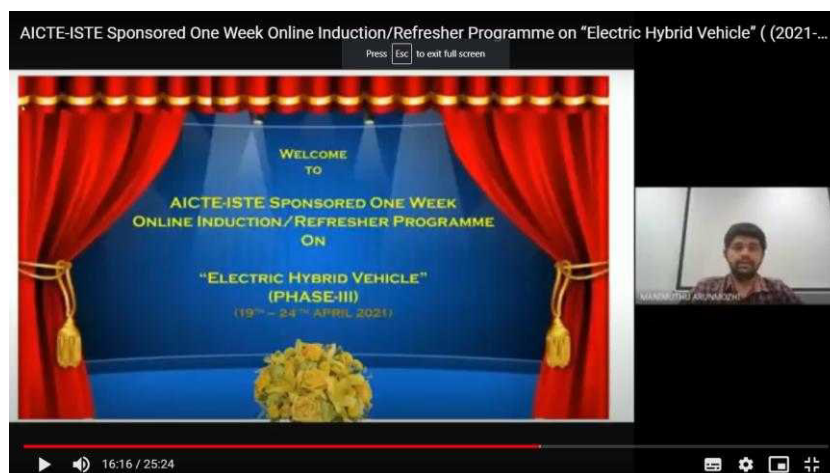 AICTE-ISTE Sponsored One Week Online Induction/Refresher Programme on “Electric Hybrid Vehicle” ( (2021-...
Press Esc to exit full screen
WELCOME
TO
AICTE-ISTE SPONSORED ONE WEEK
ONLINE INDUCTION/REFRESHER PROGRAMME
ON
“ELECTRIC HYBRID VEHICLE”
(PHASE-III)
(19TH – 24TH APRIL 2021)
MANIMUTHU ARUNMOZHI
16:16 / 25:24